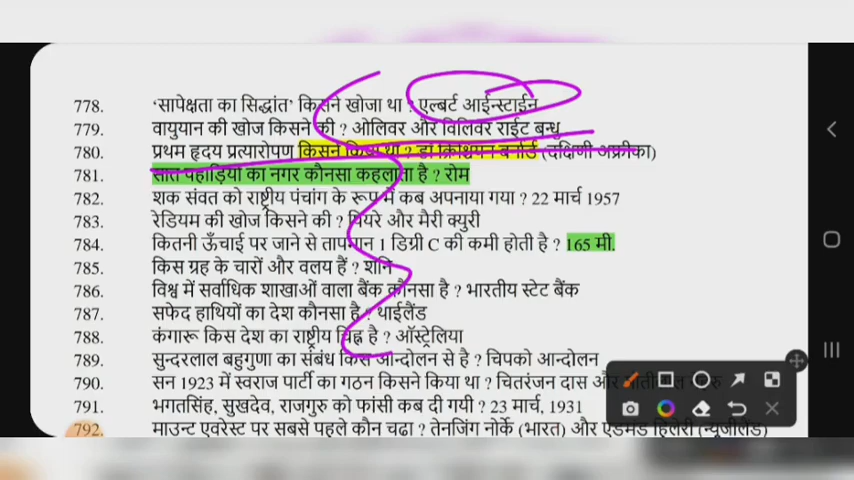 778. ‘सापेक्षता का सिद्धांत’ किसने खोजा था ? एल्बर्ट आईन्स्टाईन
779. वायुयान की खोज किसने की ? ओलिवर और विलिवर राईट बन्धु
780. प्रथम हृदय प्रत्यारोपण किसने किया था ? डॉ क्रिश्चियन बर्नार्ड (दक्षिणी अफ्रीका)
781. सात पहाड़ियों का नगर कौनसा कहलाता है ? रोम
782. शक संवत को राष्ट्रीय पंचांग के रूप में कब अपनाया गया ? 22 मार्च 1957
783. रेडियम की खोज किसने की ? पियरे और मैरी क्युरी
784. कितनी ऊँचाई पर जाने से तापमान 1 डिग्री C की कमी होती है ? 165 मी.
785. किस ग्रह के चारों और वलय हैं ? शनि
786. विश्व में सर्वाधिक शाखाओं वाला बैंक कौनसा है ? भारतीय स्टेट बैंक
787. सफेद हाथियों का देश कौनसा है ? थाईलैंड
788. कंगारू किस देश का राष्ट्रीय चिह्न है ? ऑस्ट्रेलिया
789. सुन्दरलाल बहुगुणा का संबंध किस आन्दोलन से है ? चिपको आन्दोलन
790. सन 1923 में स्वराज पार्टी का गठन किसने किया था ? चितरंजन दास और
791. भगतसिंह, सुखदेव, राजगुरु को फांसी कब दी गयी ? 23 मार्च, 1931
792. माउन्ट एवरेस्ट पर सबसे पहले कौन चढा ? तेनजिंग नोर्के (भारत) और एडमंड हिलेरी (न्यूजीलैंड)